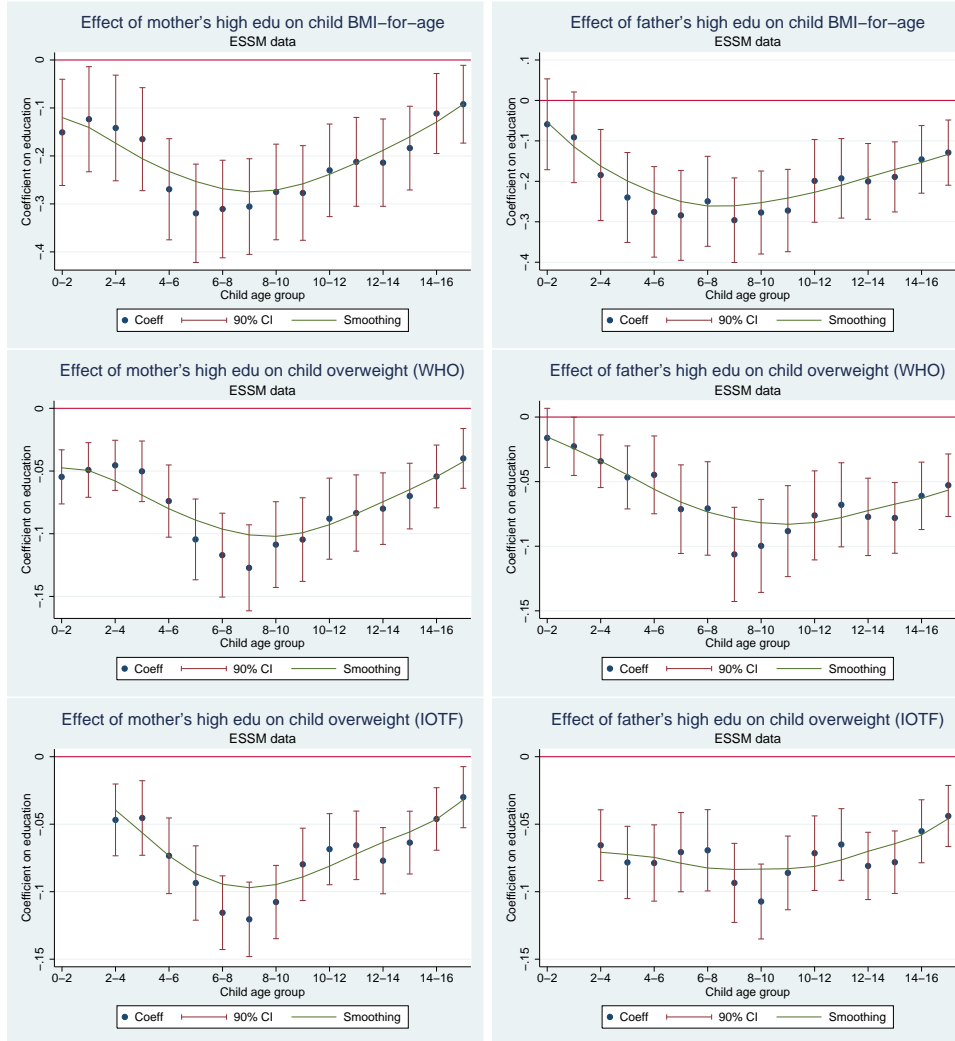 Effect of mother's high edu on child BMI−for−age
ESSM data
Coefficient on education
0
−.1
−.2
−.3
−.4
0−2 2−4 4−6 6−8 8−10 10−12 12−14 14−16
Child age group
Coeff 90% CI Smoothing
Effect of father's high edu on child BMI−for−age
ESSM data
Coefficient on education
.1
0
−.1
−.2
−.3
−.4
0−2 2−4 4−6 6−8 8−10 10−12 12−14 14−16
Child age group
Coeff 90% CI Smoothing
Effect of mother's high edu on child overweight (WHO)
ESSM data
Coefficient on education
0
−.05
−.1
−.15
0−2 2−4 4−6 6−8 8−10 10−12 12−14 14−16
Child age group
Coeff 90% CI Smoothing
Effect of father's high edu on child overweight (WHO)
ESSM data
Coefficient on education
0
−.05
−.1
−.15
0−2 2−4 4−6 6−8 8−10 10−12 12−14 14−16
Child age group
Coeff 90% CI Smoothing
Effect of mother's high edu on child overweight (IOTF)
ESSM data
Coefficient on education
0
−.05
−.1
−.15
0−2 2−4 4−6 6−8 8−10 10−12 12−14 14−16
Child age group
Coeff 90% CI Smoothing
Effect of father's high edu on child overweight (IOTF)
ESSM data
Coefficient on education
0
−.05
−.1
−.15
0−2 2−4 4−6 6−8 8−10 10−12 12−14 14−16
Child age group
Coeff 90% CI Smoothing